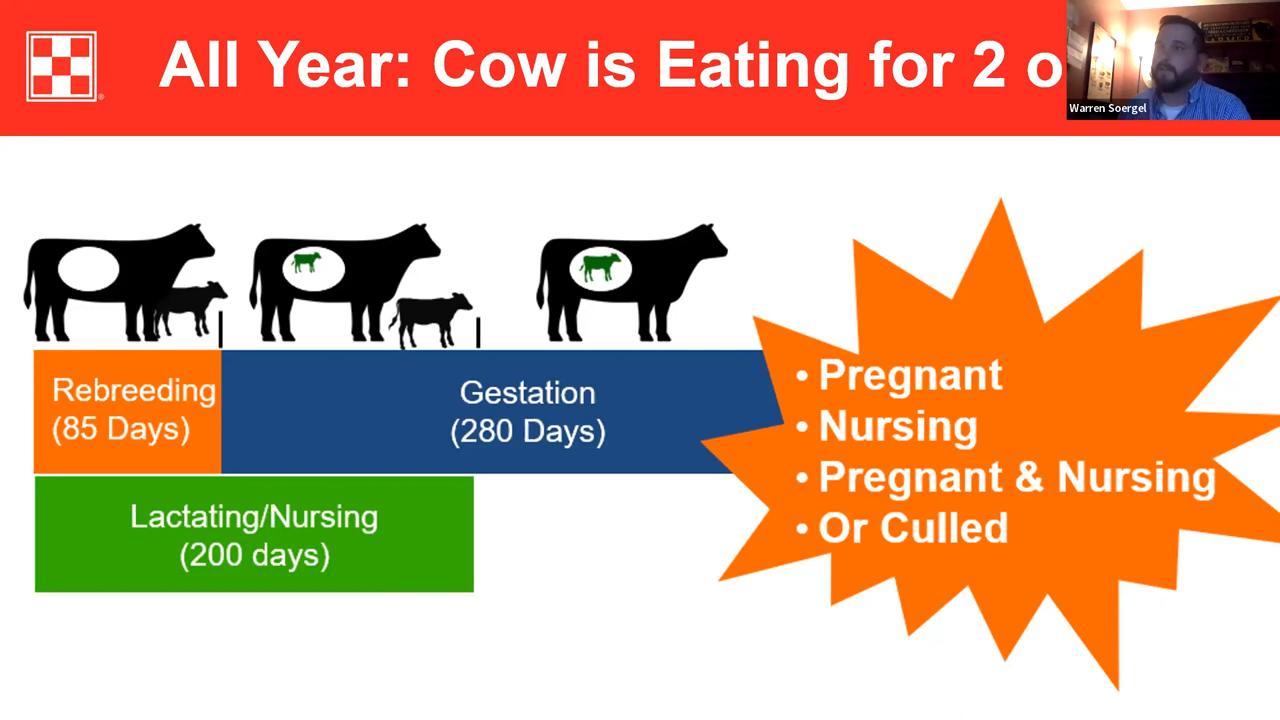 All Year: Cow is Eating for 2 o
Warren Soergel
Rebreeding
(85 Days)
Gestation
(280 Days)
Lactating/Nursing
(200 days)
• Pregnant
• Nursing
• Pregnant & Nursing
• Or Culled